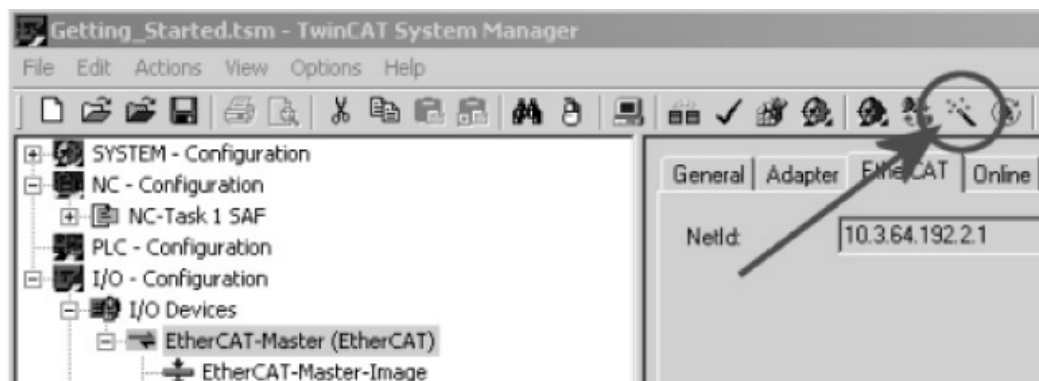 Getting_Started.tsm - TwinCAT System Manager
File Edit Actions View Options Help
SYSTEM - Configuration
NC - Configuration
NC-Task 1 SAF
PLC - Configuration
I/O - Configuration
I/O Devices
EtherCAT-Master (EtherCAT)
EtherCAT-Master-Image
General Adapter EtherCAT Online
NetId: 10.3.64.192.2.1